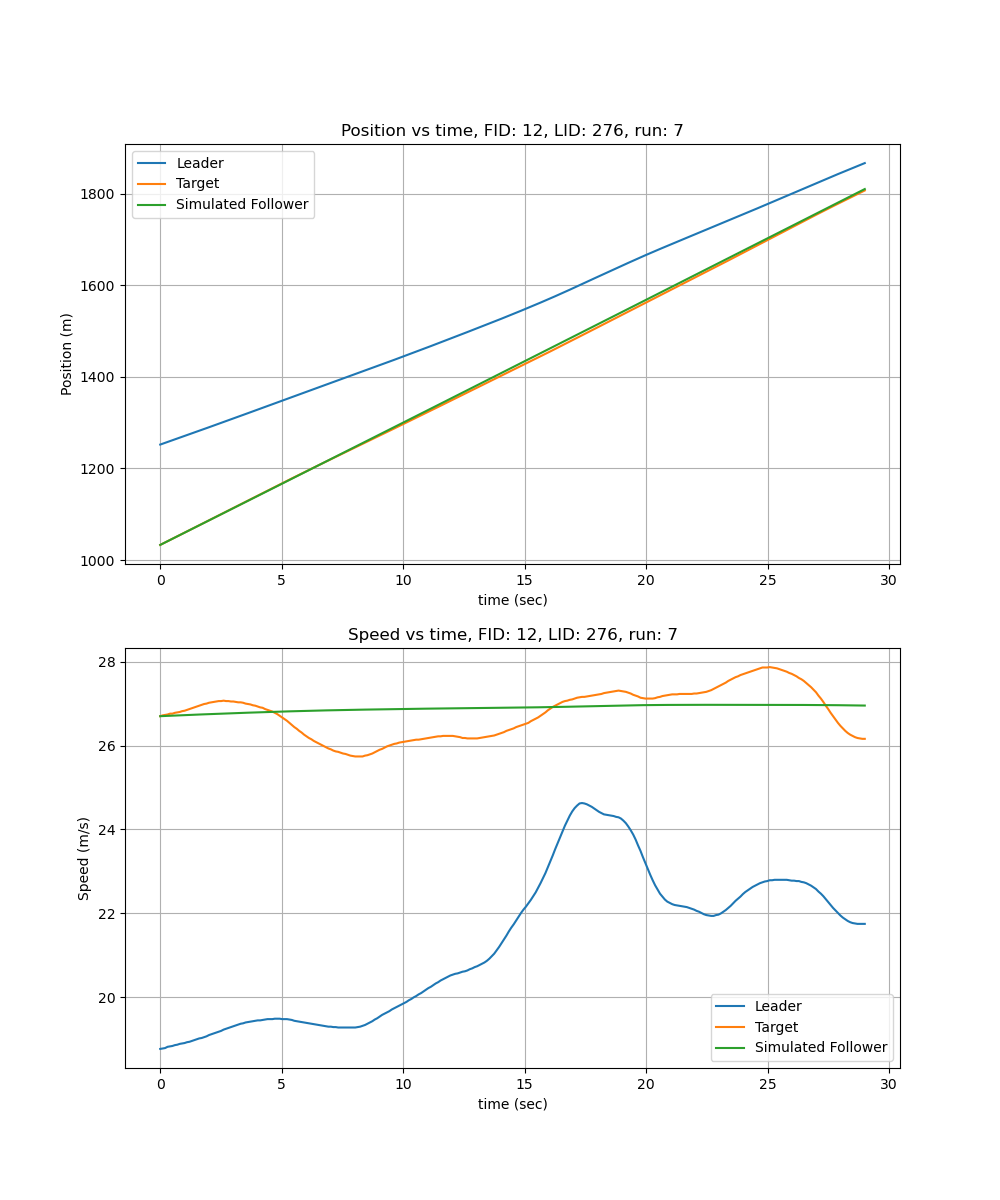 Position vs time, FID: 12, LID: 276, run: 7
Leader
Target
Simulated Follower
1800
1600
1400
1200
1000
Position (m)
0 5 10 15 20 25 30
time (sec)
Speed vs time, FID: 12, LID: 276, run: 7
28
26
24
22
20
Speed (m/s)
Leader
Target
Simulated Follower
0 5 10 15 20 25 30
time (sec)